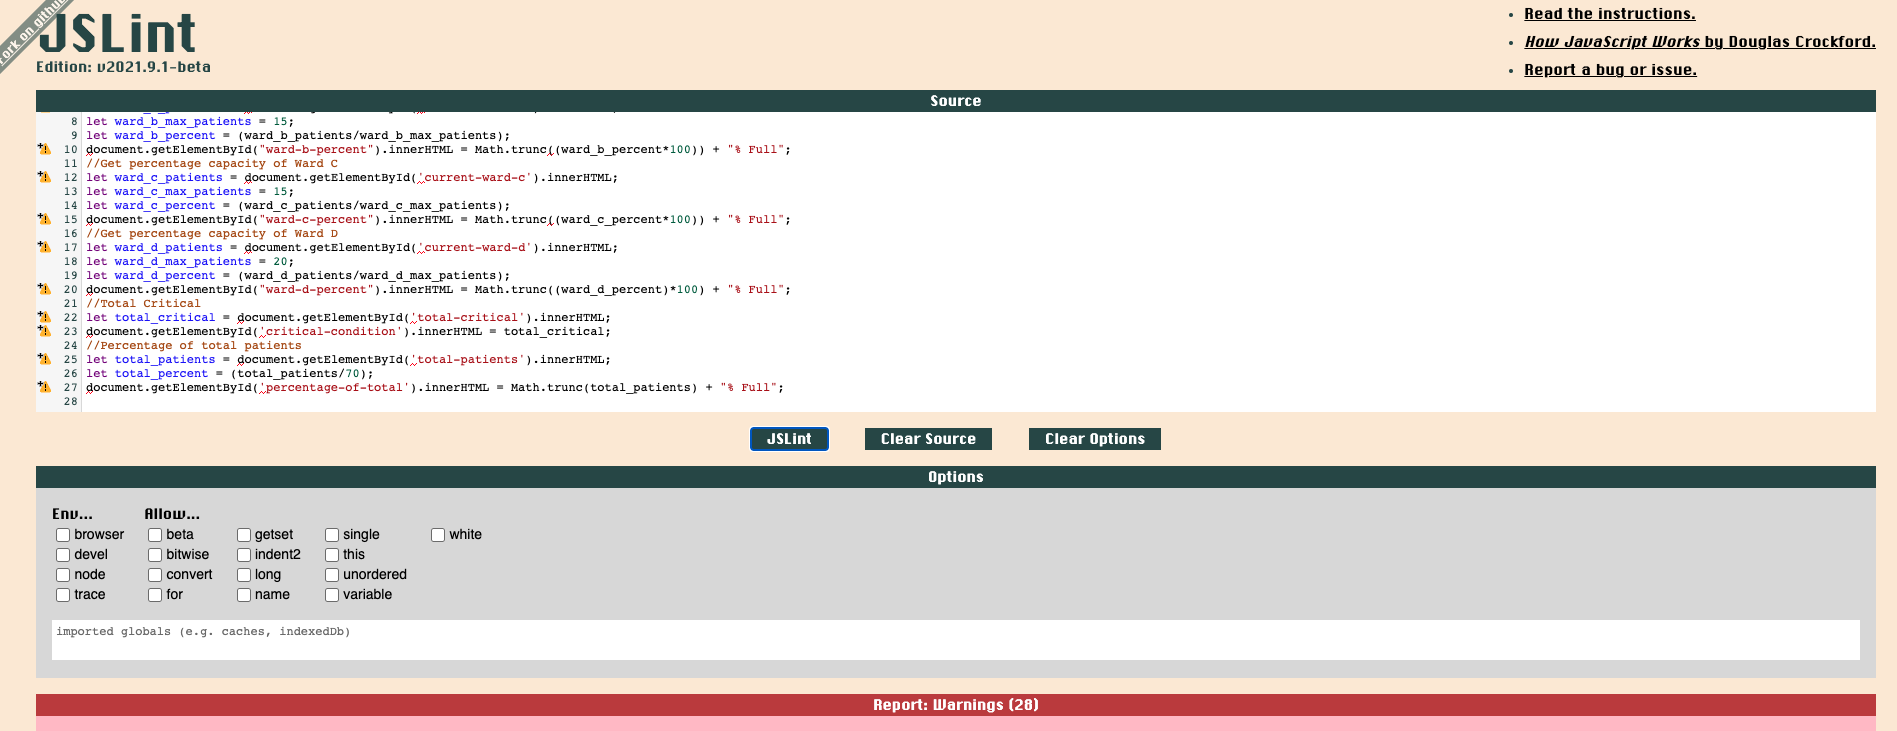 fork on github
JSLint
Edition: v2021.9.1-beta
Read the instructions.
How JavaScript Works by Douglas Crockford.
Report a bug or issue.
Source
8 let ward_b_max_patients = 15;
9 let ward_b_percent = (ward_b_patients/ward_b_max_patients);
10 document.getElementById("ward-b-percent").innerHTML = Math.trunc((ward_b_percent*100)) + "% Full";
11 //Get percentage capacity of Ward C
12 let ward_c_patients = document.getElementById('current-ward-c').innerHTML;
13 let ward_c_max_patients = 15;
14 let ward_c_percent = (ward_c_patients/ward_c_max_patients);
15 document.getElementById("ward-c-percent").innerHTML = Math.trunc((ward_c_percent*100)) + "% Full";
16 //Get percentage capacity of Ward D
17 let ward_d_patients = document.getElementById('current-ward-d').innerHTML;
18 let ward_d_max_patients = 20;
19 let ward_d_percent = (ward_d_patients/ward_d_max_patients);
20 document.getElementById("ward-d-percent").innerHTML = Math.trunc((ward_d_percent)*100) + "% Full";
21 //Total Critical
22 let total_critical = document.getElementById('total-critical').innerHTML;
23 document.getElementById('critical-condition').innerHTML = total_critical;
24 //Percentage of total patients
25 let total_patients = document.getElementById('total-patients').innerHTML;
26 let total_percent = (total_patients/70);
27 document.getElementById('percentage-of-total').innerHTML = Math.trunc(total_patients) + "% Full";
28
JSLint Clear Source Clear Options
Options
Env... Allow...
browser beta getset single white
devel bitwise indent2 this
node convert long unordered
trace for name variable
imported globals (e.g. caches, indexedDb)
Report: Warnings (28)